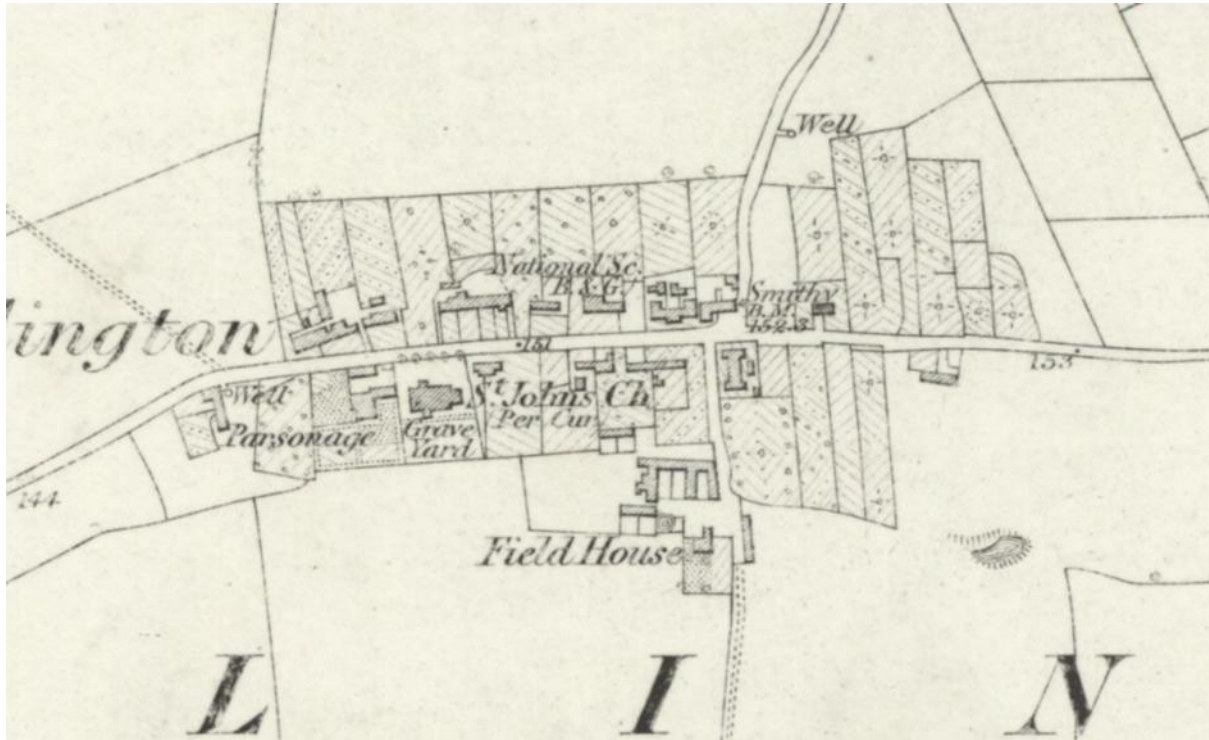 Well
National Sc.
B. & G.
Smithy
B.M.
152.3
lington
151
153
Well
St. Johns Ch
Per Cur
Parsonage
Grave
Yard
144
Field House
L I N